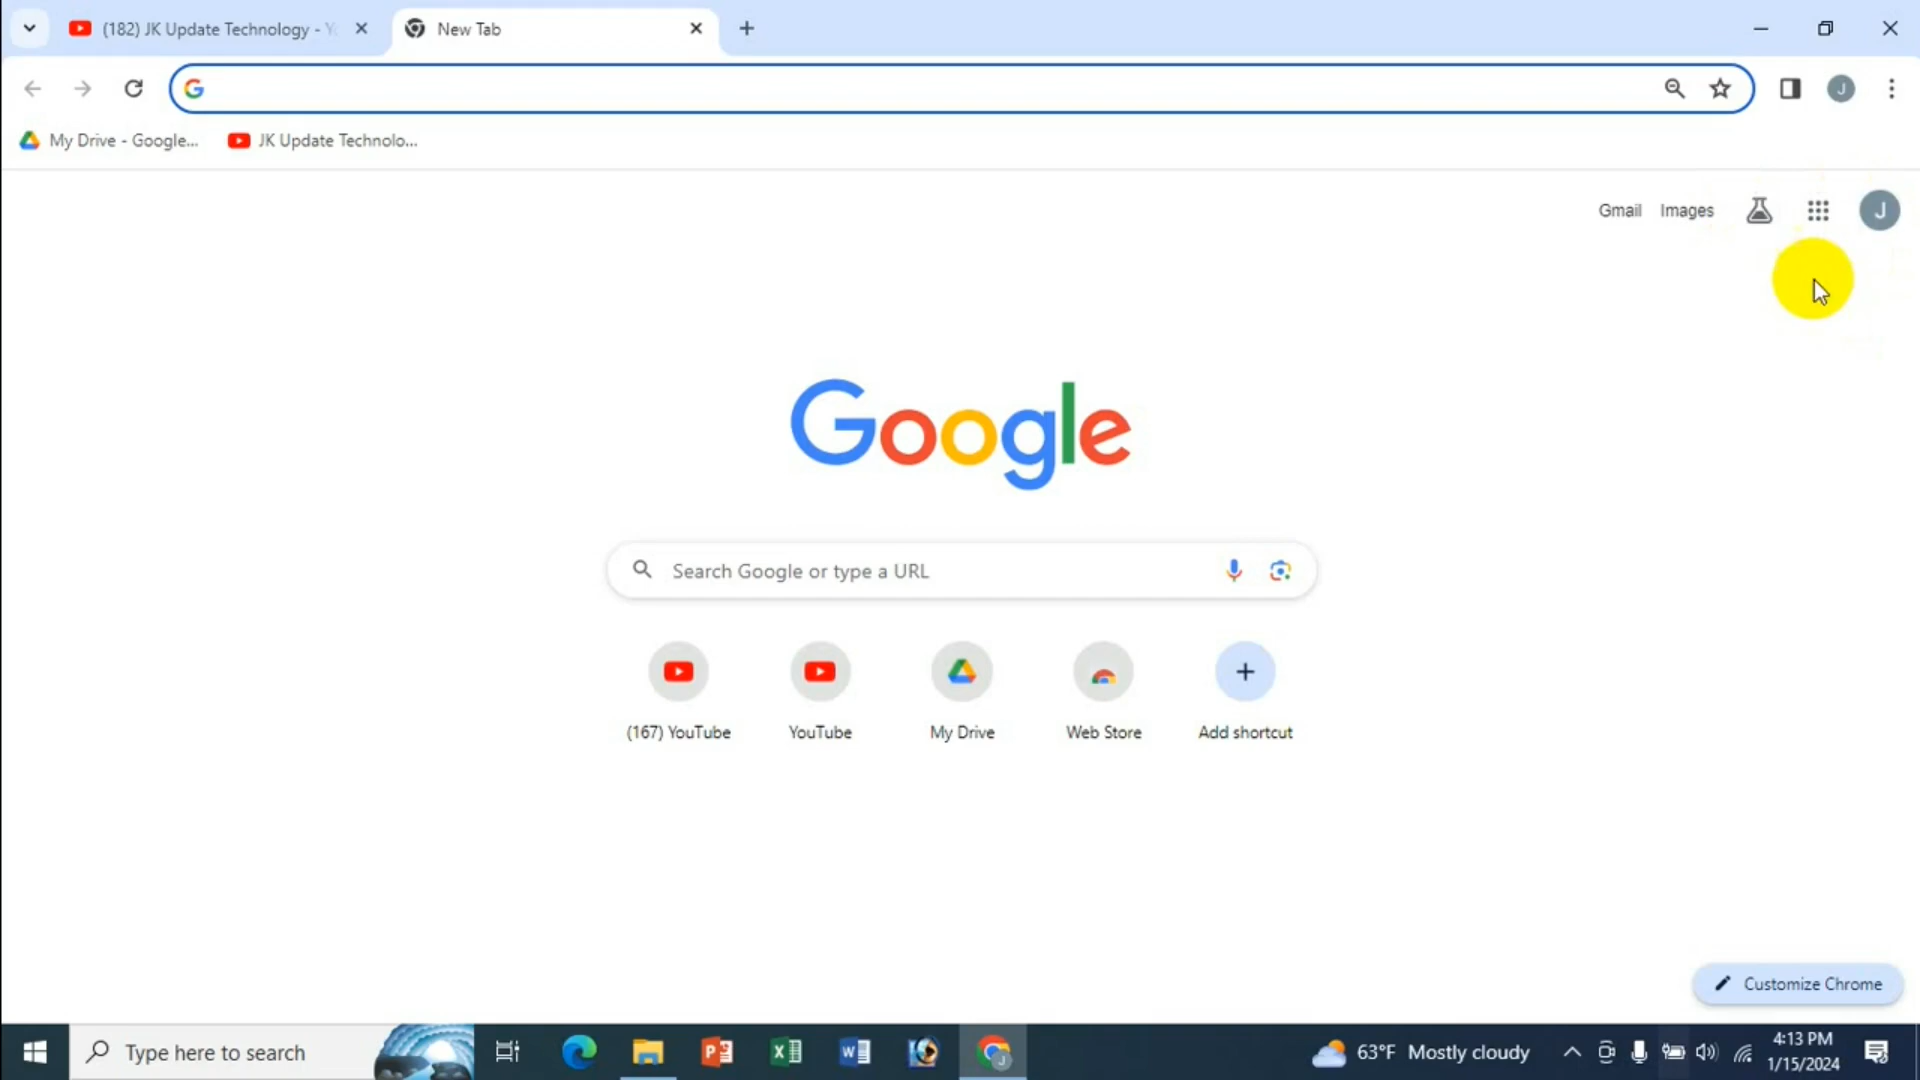 (182) JK Update Technology - Y
New Tab
My Drive - Google...
JK Update Technolo...
Gmail
Images
J
Google
Search Google or type a URL
(167) YouTube
YouTube
My Drive
Web Store
Add shortcut
Customize Chrome
Type here to search
63°F Mostly cloudy
4:13 PM
1/15/2024